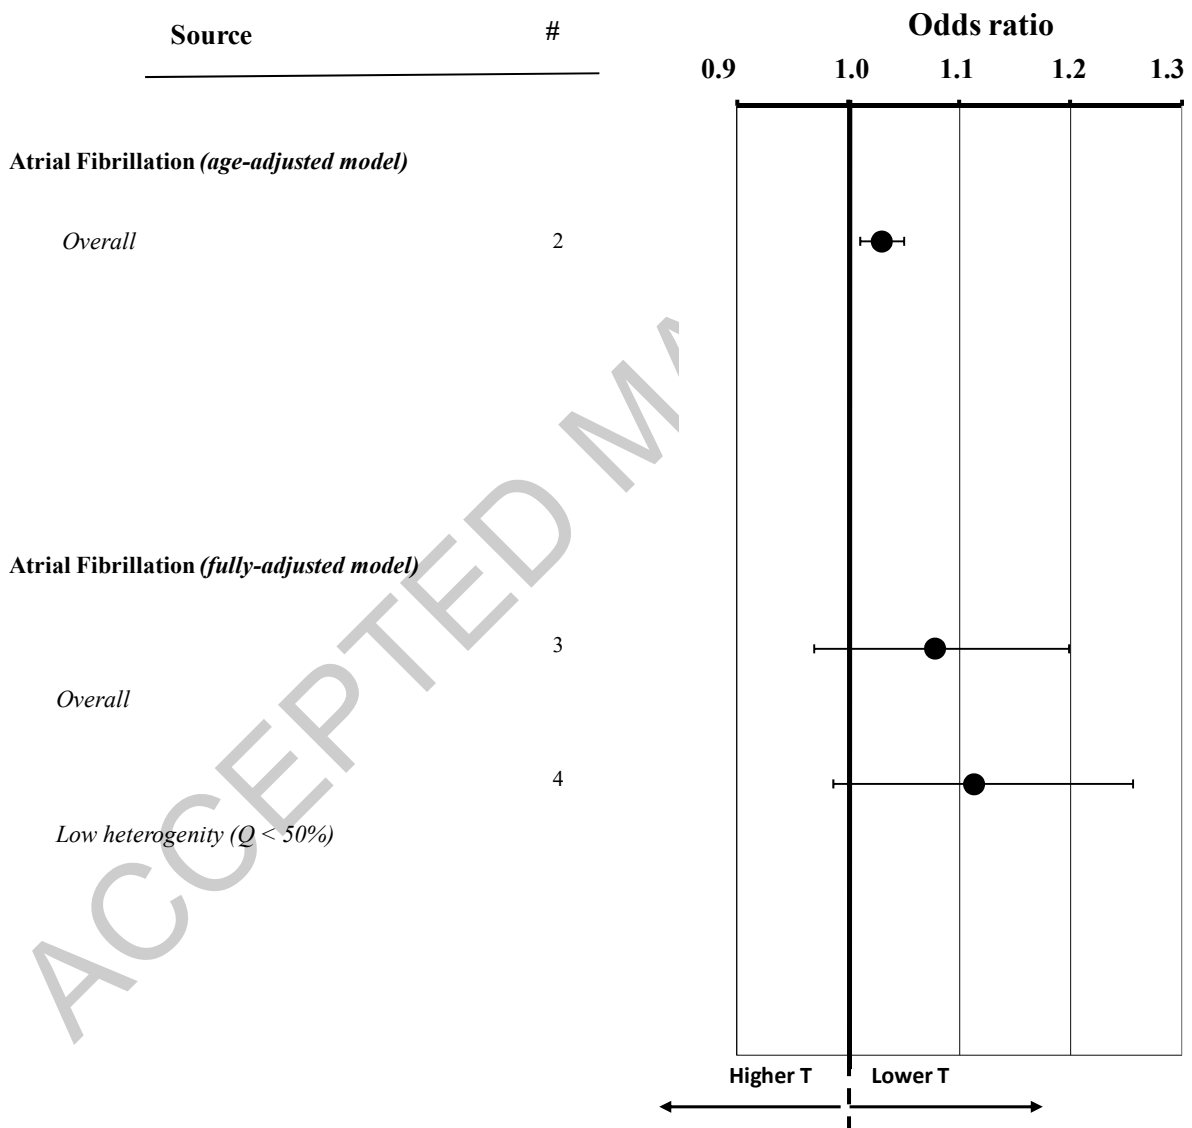 Source # Odds ratio
0.9 1.0 1.1 1.2 1.3
Atrial Fibrillation (age-adjusted model)
Overall 2
Atrial Fibrillation (fully-adjusted model)
3
Overall
4
Low heterogenity (Q < 50%)
Higher T Lower T
ACCEPTED MA